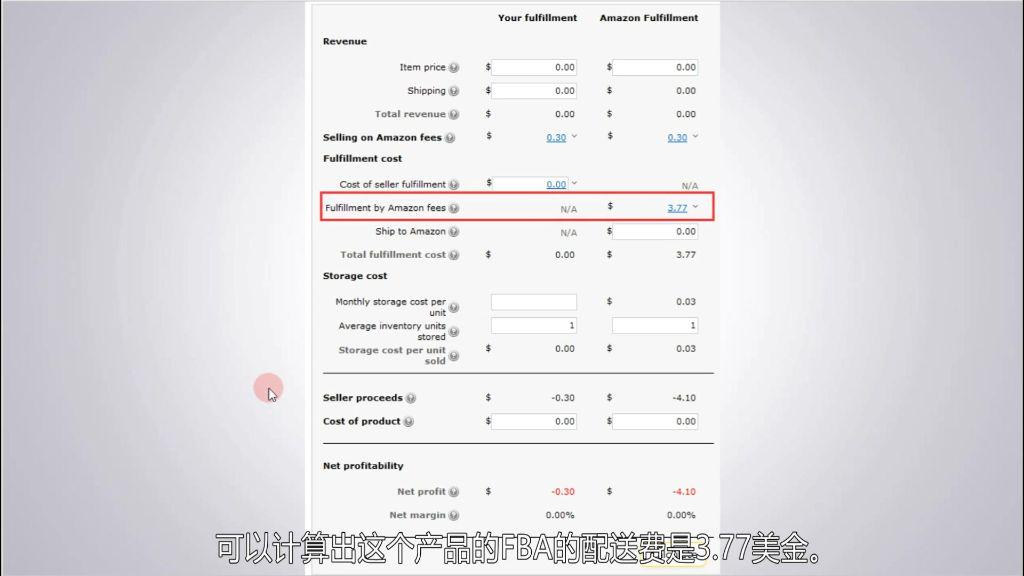 Your fulfillment Amazon Fulfillment
Revenue
Item price $ 0.00 $ 0.00
Shipping $ 0.00 $ 0.00
Total revenue $ 0.00 $ 0.00
Selling on Amazon fees $ 0.30 $ 0.30
Fulfillment cost
Cost of seller fulfillment $ 0.00 N/A
Fulfillment by Amazon fees N/A $ 3.77
Ship to Amazon N/A $ 0.00
Total fulfillment cost $ 0.00 $ 3.77
Storage cost
Monthly storage cost per $ 0.03
unit
Average inventory units 1 1
stored
Storage cost per unit $ 0.00 $ 0.03
sold
Seller proceeds $ -0.30 $ -4.10
Cost of product $ 0.00 $ 0.00
Net profitability
Net profit $ -0.30 $ -4.10
Net margin 0.00% 0.00%
可以计算出这个产品的FBA的配送费是3.77美金。